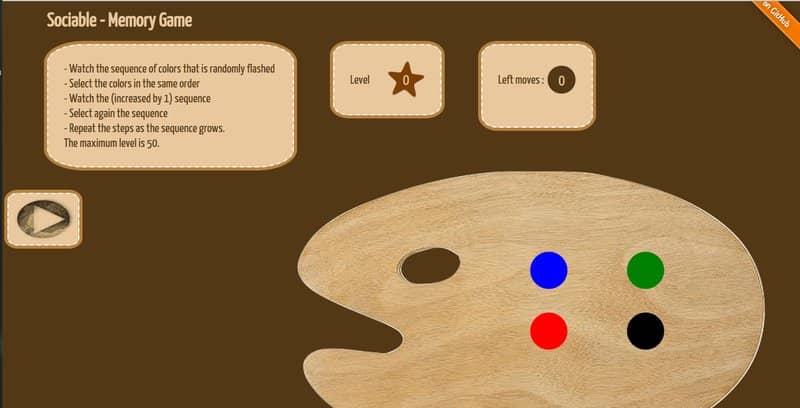 Sociable - Memory Game
on GitHub
- Watch the sequence of colors that is randomly flashed
- Select the colors in the same order
- Watch the (increased by 1) sequence
- Select again the sequence
- Repeat the steps as the sequence grows.
The maximum level is 50.
Level 0
Left moves : 0